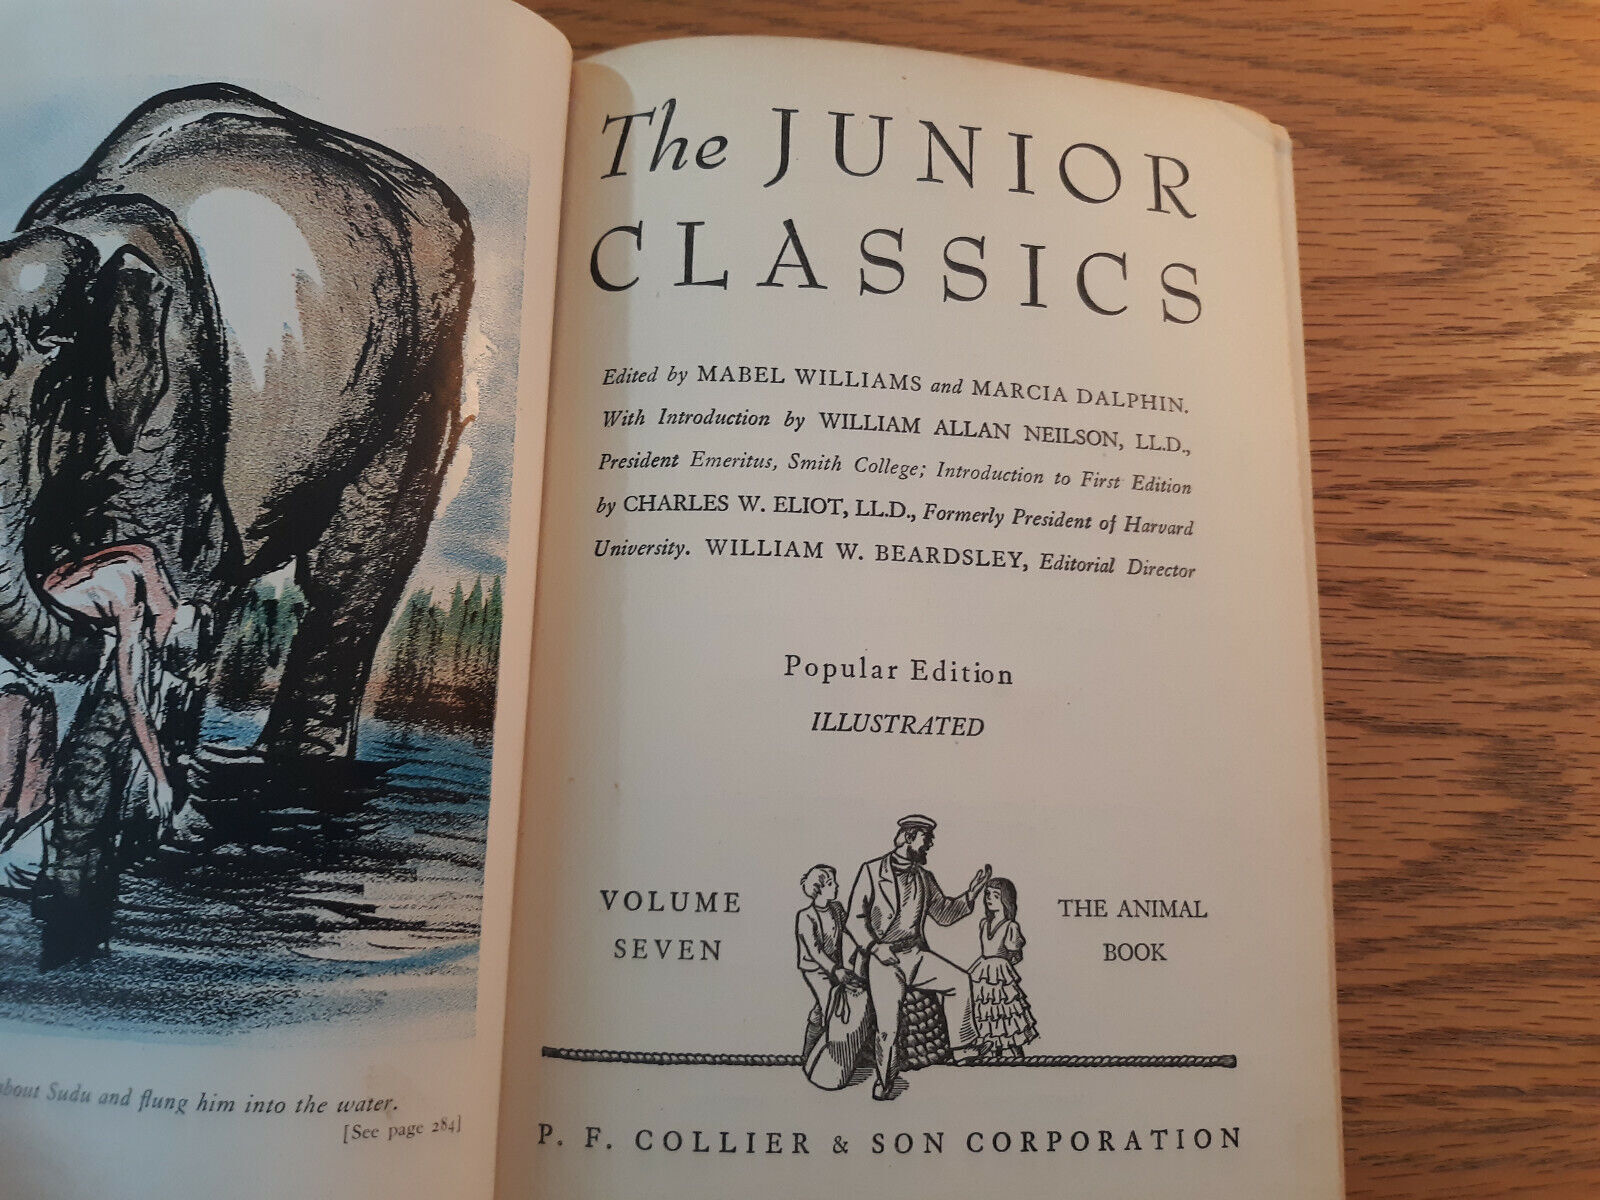 about Sudu and flung him into the water.
[See page 284]
The JUNIOR
CLASSICS
Edited by MABEL WILLIAMS and MARCIA DALPHIN.
With Introduction by WILLIAM ALLAN NEILSON, LL.D.,
President Emeritus, Smith College; Introduction to First Edition
by CHARLES W. ELIOT, LL.D., Formerly President of Harvard
University. WILLIAM W. BEARDSLEY, Editorial Director
Popular Edition
ILLUSTRATED
VOLUME
SEVEN
THE ANIMAL
BOOK
P. F. COLLIER & SON CORPORATION